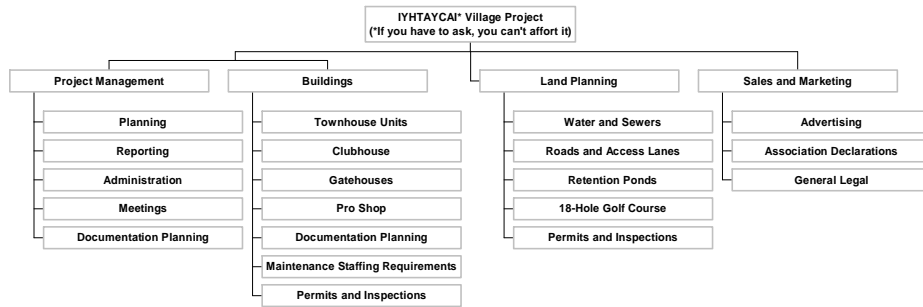 IYHTAYCAI* Village Project
(*If you have to ask, you can't affort it)
Project Management
Planning
Reporting
Administration
Meetings
Documentation Planning
Buildings
Townhouse Units
Clubhouse
Gatehouses
Pro Shop
Documentation Planning
Maintenance Staffing Requirements
Permits and Inspections
Land Planning
Water and Sewers
Roads and Access Lanes
Retention Ponds
18-Hole Golf Course
Permits and Inspections
Sales and Marketing
Advertising
Association Declarations
General Legal